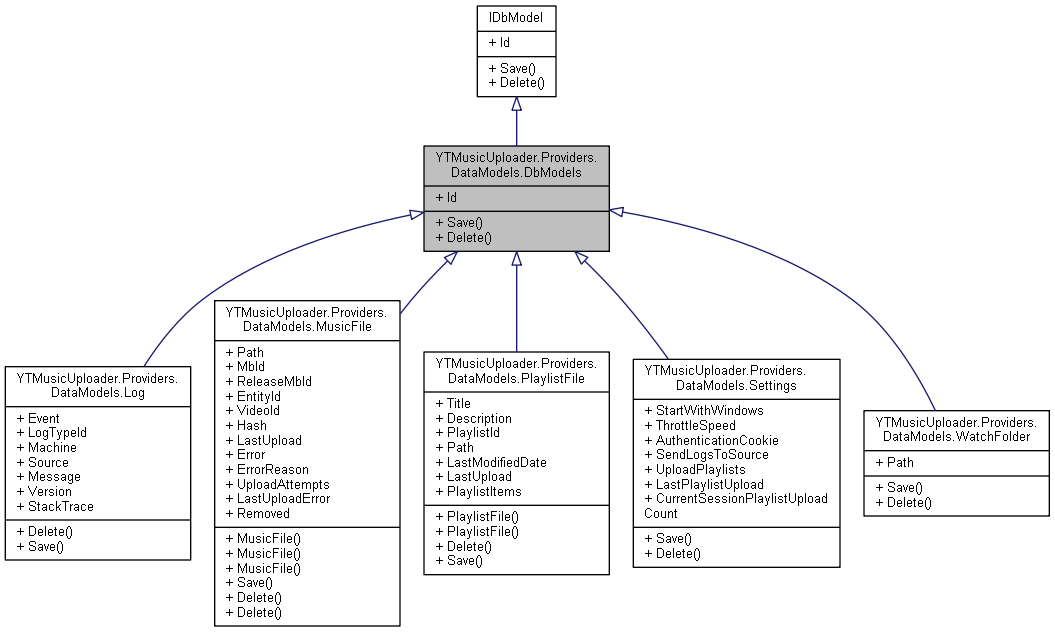 IDbModel
+ Id
+ Save()
+ Delete()
YTMusicUploader.Providers.
DataModels.DbModels
+ Id
+ Save()
+ Delete()
YTMusicUploader.Providers.
DataModels.Log
+ Event
+ LogTypeId
+ Machine
+ Source
+ Message
+ Version
+ StackTrace
+ Delete()
+ Save()
YTMusicUploader.Providers.
DataModels.MusicFile
+ Path
+ MbId
+ ReleaseMbId
+ EntityId
+ VideoId
+ Hash
+ LastUpload
+ Error
+ ErrorReason
+ UploadAttempts
+ LastUploadError
+ Removed
+ MusicFile()
+ MusicFile()
+ MusicFile()
+ Save()
+ Delete()
+ Delete()
YTMusicUploader.Providers.
DataModels.PlaylistFile
+ Title
+ Description
+ PlaylistId
+ Path
+ LastModifiedDate
+ LastUpload
+ PlaylistItems
+ PlaylistFile()
+ PlaylistFile()
+ Delete()
+ Save()
YTMusicUploader.Providers.
DataModels.Settings
+ StartWithWindows
+ ThrottleSpeed
+ AuthenticationCookie
+ SendLogsToSource
+ UploadPlaylists
+ LastPlaylistUpload
+ CurrentSessionPlaylistUpload
Count
+ Save()
+ Delete()
YTMusicUploader.Providers.
DataModels.WatchFolder
+ Path
+ Save()
+ Delete()